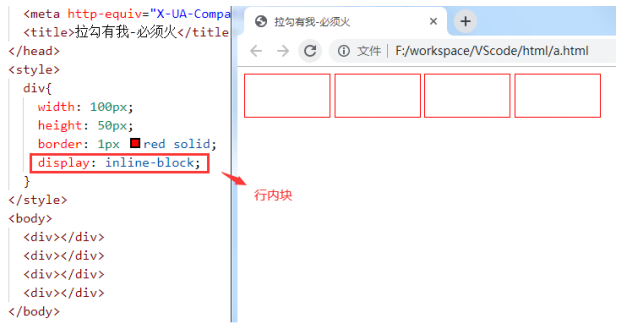 <meta http-equiv="X-UA-Compa
<title>拉勾有我-必须火</title
</head>
<style>
div{
width: 100px;
height: 50px;
border: 1px red solid;
display: inline-block;
}
</style>
<body>
<div></div>
<div></div>
<div></div>
<div></div>
</body>
拉勾有我-必须火
文件 | F:/workspace/VScode/html/a.html
行内块